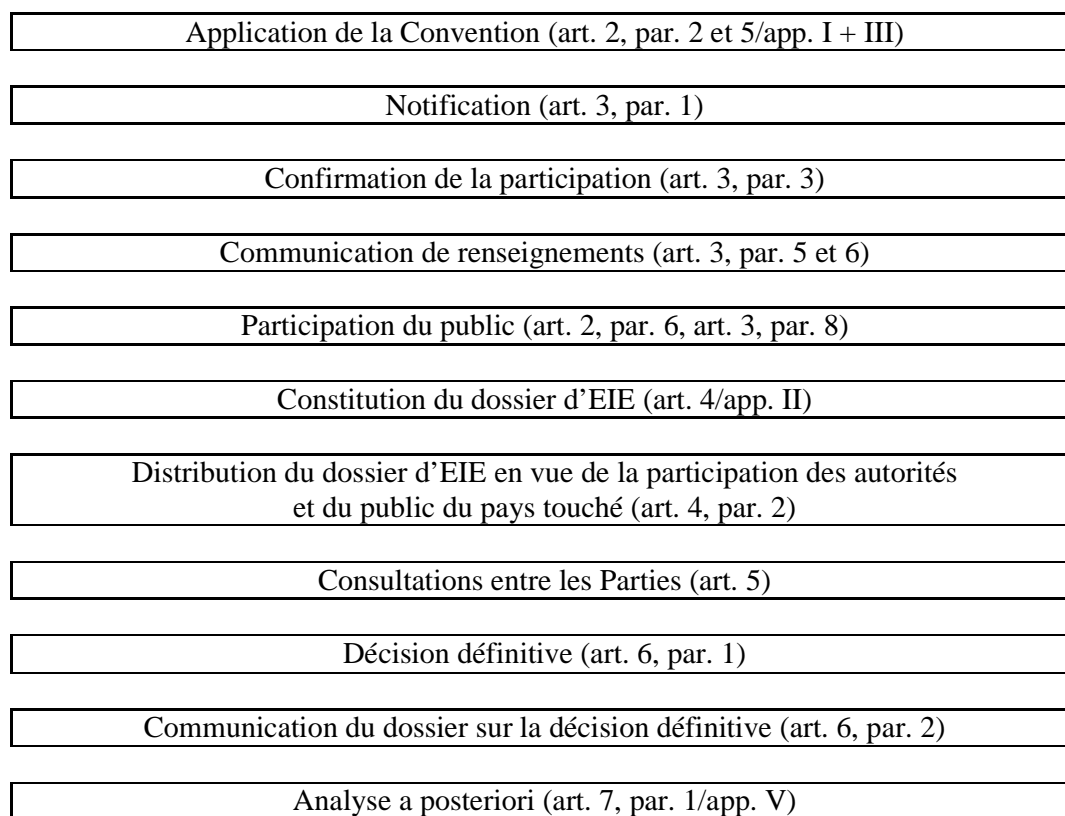 Application de la Convention (art. 2, par. 2 et 5/app. I + III)
Notification (art. 3, par. 1)
Confirmation de la participation (art. 3, par. 3)
Communication de renseignements (art. 3, par. 5 et 6)
Participation du public (art. 2, par. 6, art. 3, par. 8)
Constitution du dossier d’EIE (art. 4/app. II)
Distribution du dossier d’EIE en vue de la participation des autorités
et du public du pays touché (art. 4, par. 2)
Consultations entre les Parties (art. 5)
Décision définitive (art. 6, par. 1)
Communication du dossier sur la décision définitive (art. 6, par. 2)
Analyse a posteriori (art. 7, par. 1/app. V)